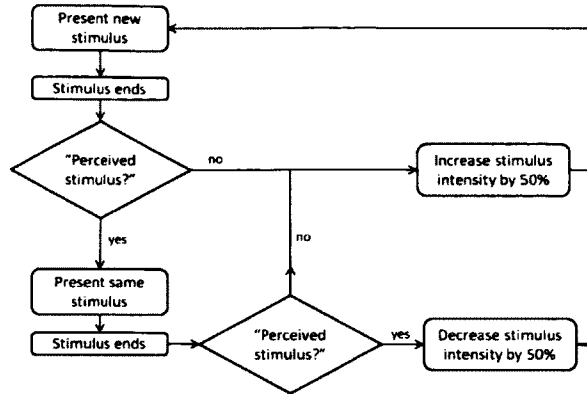 Present new
stimulus
Stimulus ends
"Perceived
stimulus?"
no
Increase stimulus
intensity by 50%
yes
no
Present same
stimulus
Stimulus ends
"Perceived
stimulus?"
yes
Decrease stimulus
intensity by 50%